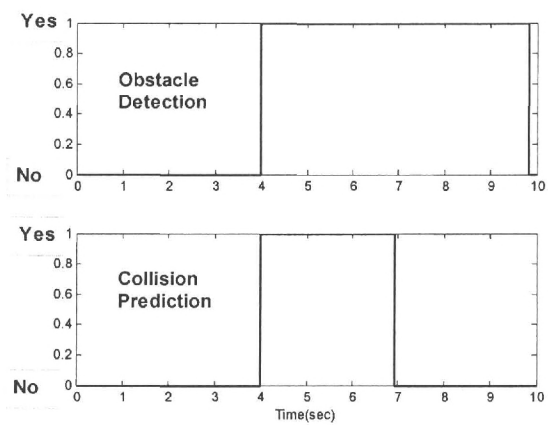 Yes 1
0.8
Obstacle
0.6
Detection
0.4
0.2
No 0
0 1 2 3 4 5 6 7 8 9 10
Yes 1
0.8
Collision
0.6
Prediction
0.4
0.2
No 0
0 1 2 3 4 5 6 7 8 9 10
Time(sec)